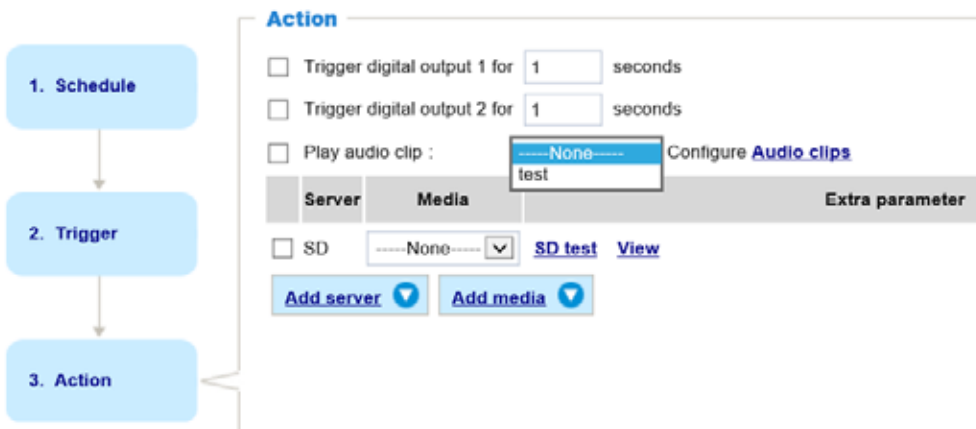 Action
1. Schedule
Trigger digital output 1 for 1 seconds
Trigger digital output 2 for 1 seconds
Play audio clip : -----None----- Configure Audio clips
test
Server Media Extra parameter
2. Trigger
SD -----None----- SD test View
Add server Add media
3. Action